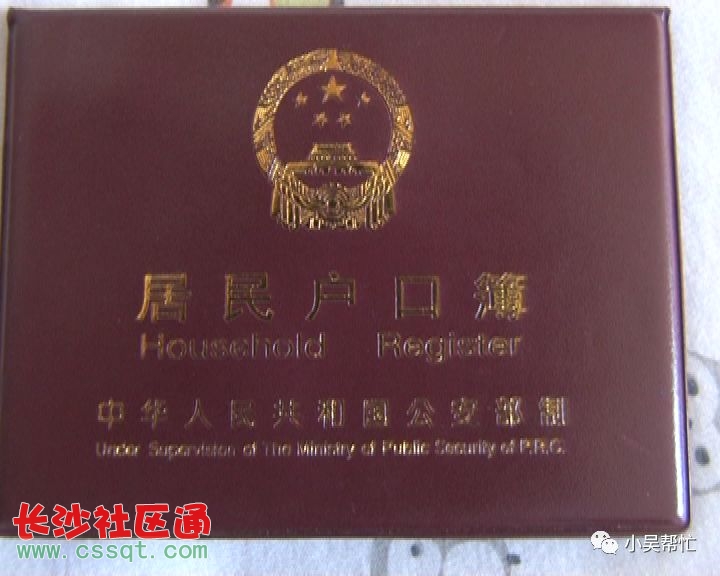 居民户口簿
Household Register
中华人民共和国公安部制
Under Supervision of The Ministry of Public Security of P.R.C.
长沙社区通
www.cssqt.com
小吴帮忙